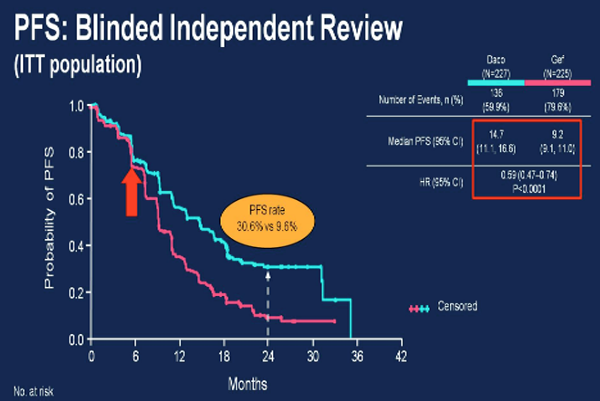 PFS: Blinded Independent Review
(ITT population)
Daco Gef
(N=227) (N=225)
Number of Events, n (%) 136 179
(59.9%) (79.6%)
Median PFS (95% CI) 14.7 9.2
(11.1, 16.6) (9.1, 11.0)
HR (95% CI) 0.59 (0.47–0.74)
P<0.0001
Probability of PFS
1.0
0.8
0.6
0.4
0.2
0.0
PFS rate
30.6% vs 9.6%
Censored
0 6 12 18 24 30 36 42
Months
No. at risk